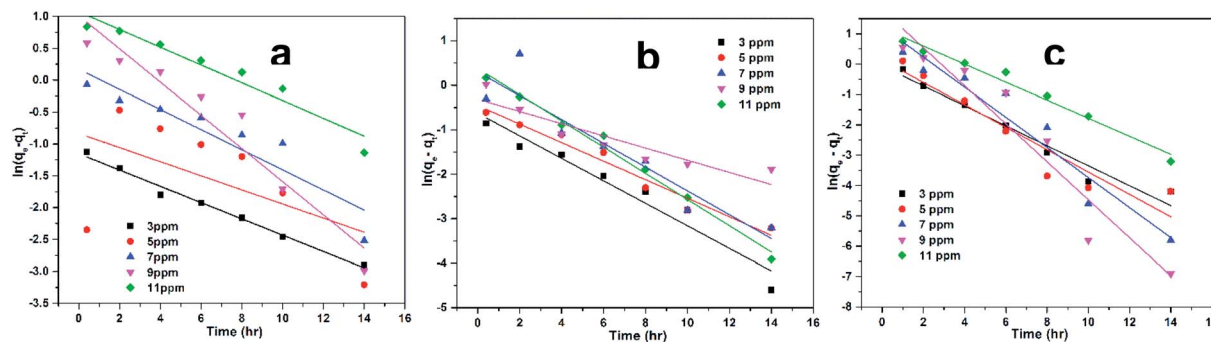 a
ln(qe-qt)
1.0
0.5
0.0
-0.5
-1.0
-1.5
-2.0
-2.5
-3.0
-3.5
3ppm
5ppm
7ppm
9ppm
11ppm
0 2 4 6 8 10 12 14 16
Time (hr)
b
ln(qe - qt)
1
0
-1
-2
-3
-4
-5
3 ppm
5 ppm
7 ppm
9 ppm
11 ppm
0 2 4 6 8 10 12 14 16
Time (hr)
c
ln(qe - qt)
2
1
0
-1
-2
-3
-4
-5
-6
-7
-8
3 ppm
5 ppm
7 ppm
9 ppm
11 ppm
0 2 4 6 8 10 12 14 16
Time (hr)